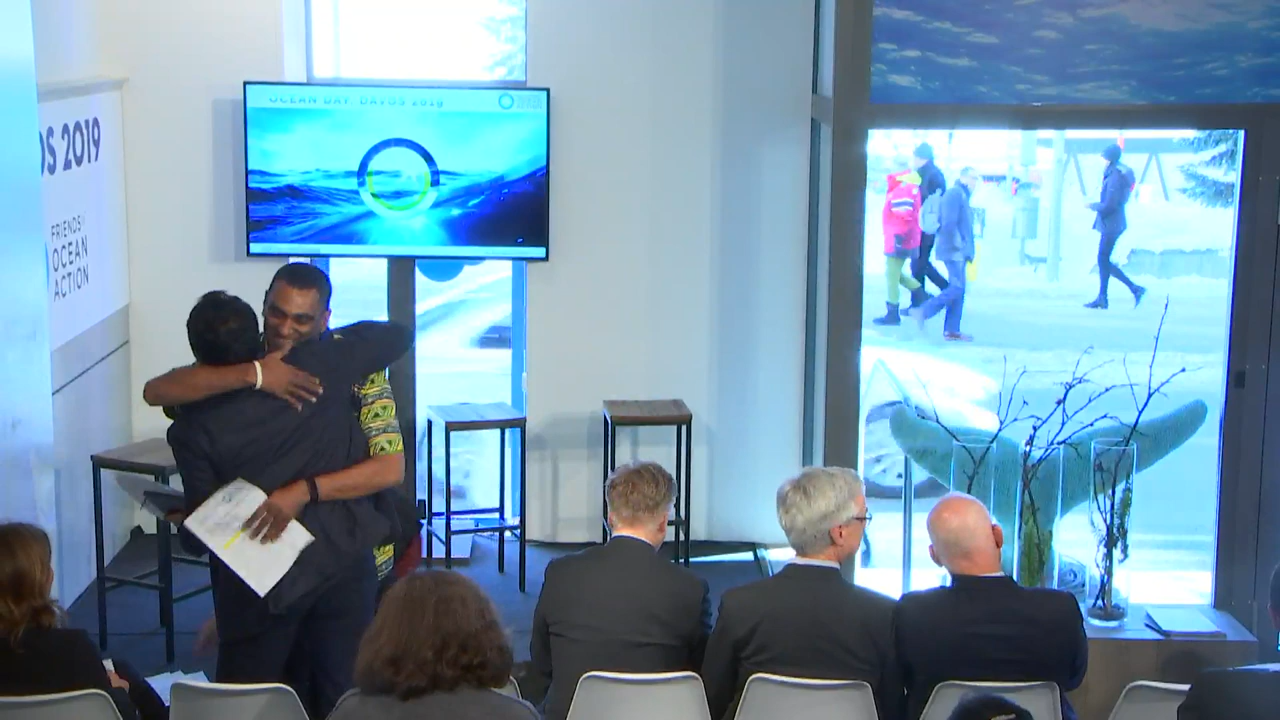 OCEAN DAY DAVOS 2019
OS 2019
FRIENDS OF
OCEAN
ACTION